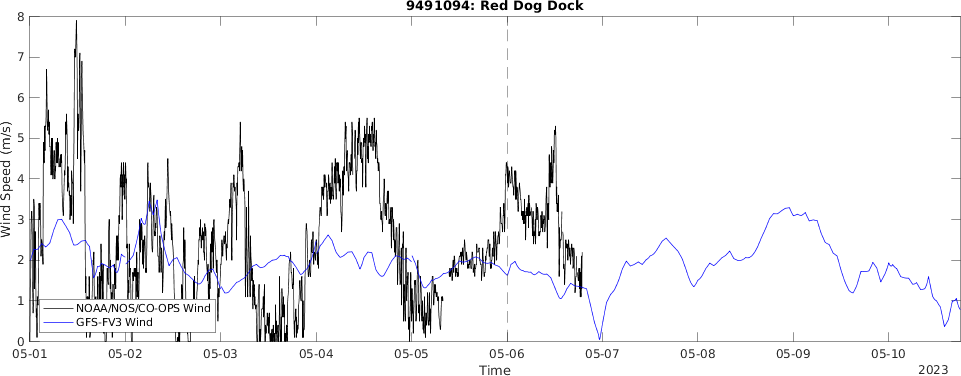 9491094: Red Dog Dock
8
7
6
5
4
3
2
1
0
Wind Speed (m/s)
NOAA/NOS/CO-OPS Wind
GFS-FV3 Wind
05-01 05-02 05-03 05-04 05-05 05-06 05-07 05-08 05-09 05-10
Time
2023